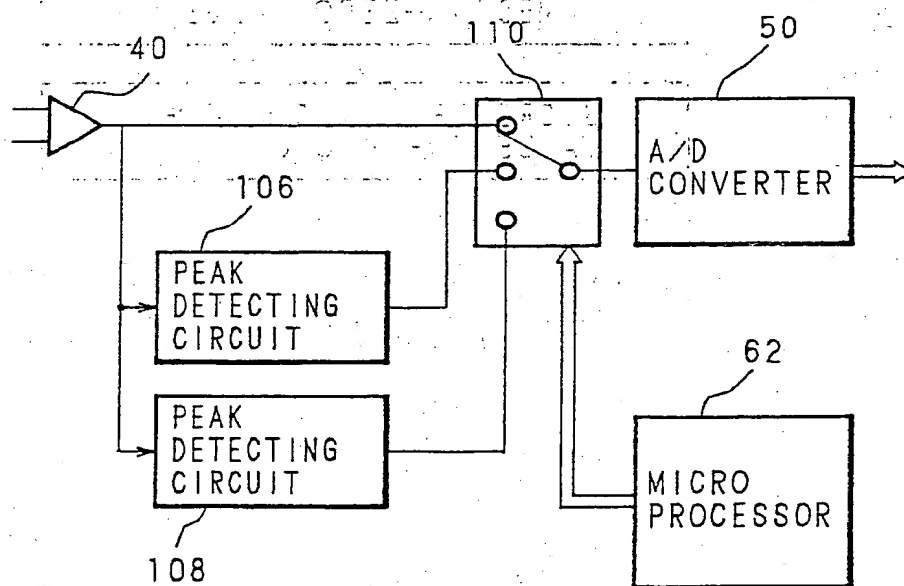 110
50
40
A/D
CONVERTER
106
PEAK
DETECTING
CIRCUIT
62
PEAK
DETECTING
CIRCUIT
MICRO
PROCESSOR
108